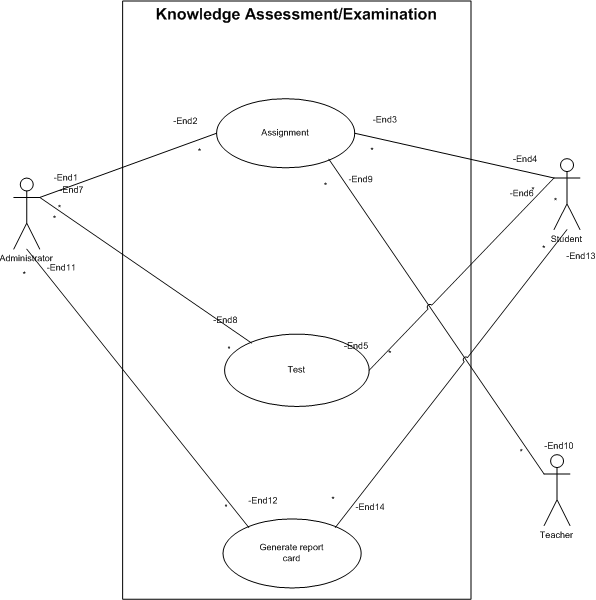 Knowledge Assessment/Examination
-End2
-End3
Assignment
-End4
-End1
-End7
-End9
-End6
*
*
*
*
*
*
*
Administrator
Student
*
-End11
-End13
*
-End8
-End5
*
*
Test
-End10
*
-End12
*
*
-End14
Teacher
Generate report
card